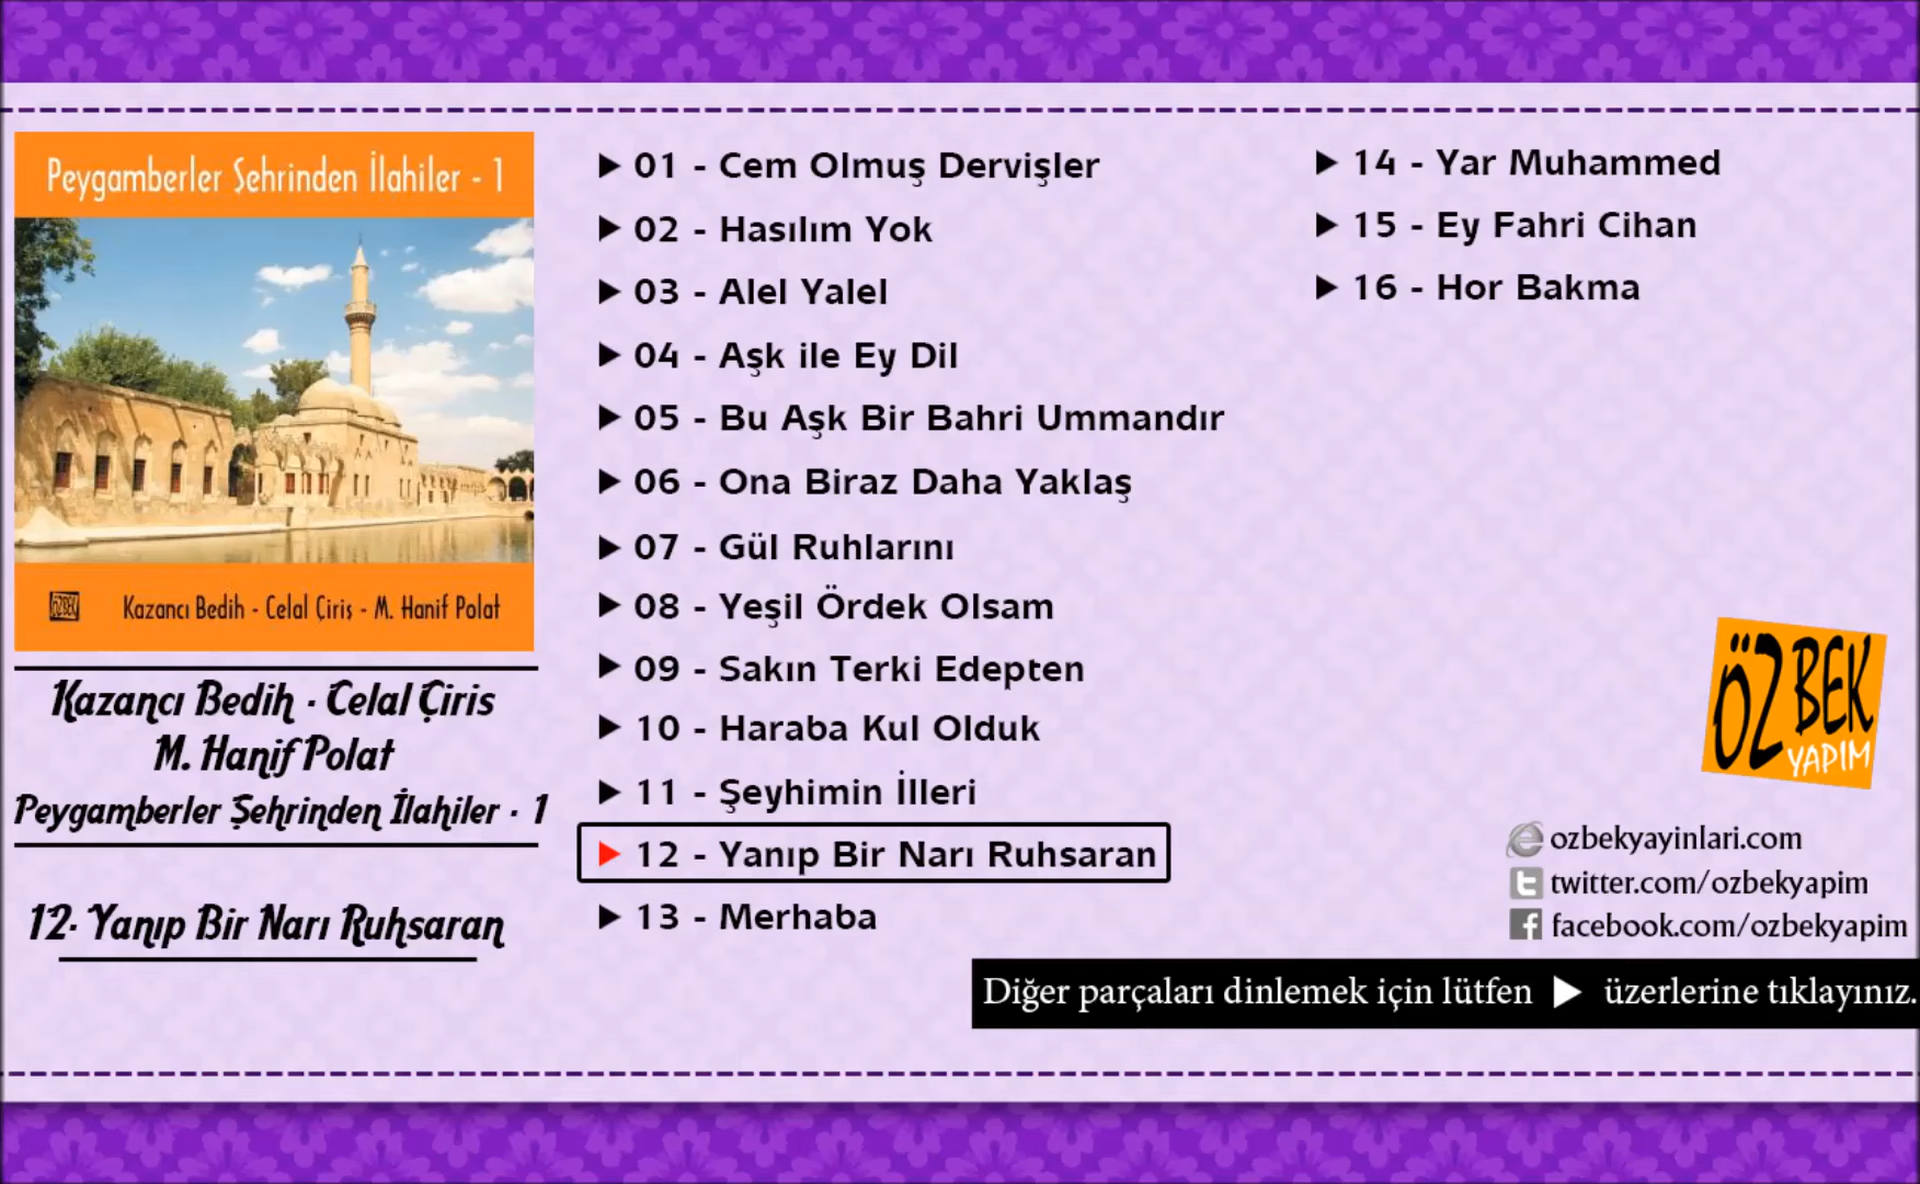 Peygamberler Şehrinden İlahiler - 1
ÖZBEK
Kazancı Bedih - Celal Çiris - M. Hanif Polat
Kazancı Bedih - Celal Çiris
M. Hanif Polat
Peygamberler Şehrinden İlahiler - 1
12. Yanıp Bir Narı Ruhsaran
01 - Cem Olmuş Dervişler
02 - Hasılım Yok
03 - Alel Yalel
04 - Aşk ile Ey Dil
05 - Bu Aşk Bir Bahri Ummandır
06 - Ona Biraz Daha Yaklaş
07 - Gül Ruhlarını
08 - Yeşil Ördek Olsam
09 - Sakın Terki Edepten
10 - Haraba Kul Olduk
11 - Şeyhimin İlleri
12 - Yanıp Bir Narı Ruhsaran
13 - Merhaba
14 - Yar Muhammed
15 - Ey Fahri Cihan
16 - Hor Bakma
ÖZBEK
YAPIM
ozbekyayinlari.com
twitter.com/ozbekyapim
facebook.com/ozbekyapim
Diğer parçaları dinlemek için lütfen ▶ üzerlerine tıklayınız.